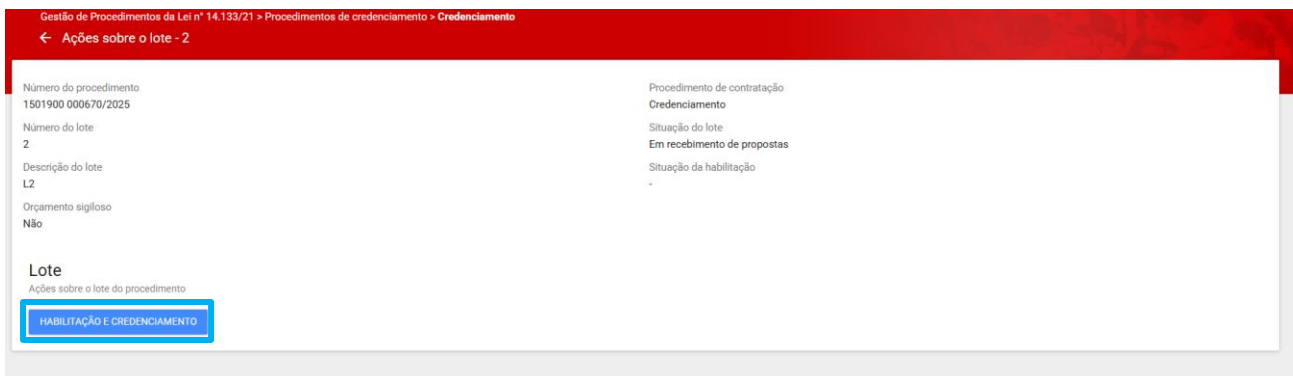 Gestão de Procedimentos da Lei n° 14.133/21 > Procedimentos de credenciamento > Credenciamento
← Ações sobre o lote - 2
Número do procedimento
1501900 000670/2025
Número do lote
2
Descrição do lote
L2
Orçamento sigiloso
Não
Procedimento de contratação
Credenciamento
Situação do lote
Em recebimento de propostas
Situação da habilitação
-
Lote
Ações sobre o lote do procedimento
HABILITAÇÃO E CREDENCIAMENTO